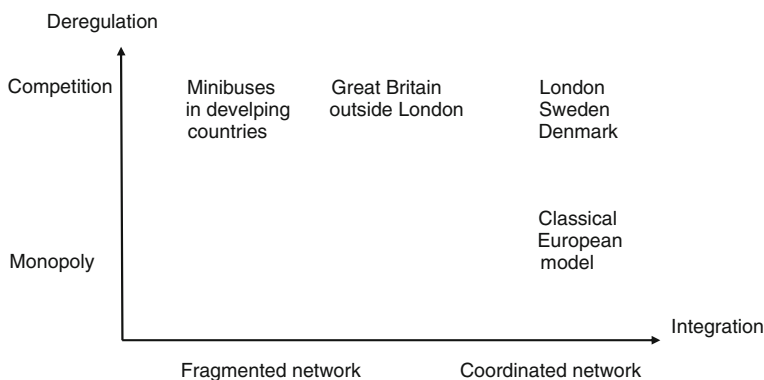 Deregulation
Competition
Minibuses
in develping
countries
Great Britain
outside London
London
Sweden
Denmark
Classical
European
model
Monopoly
Integration
Fragmented network
Coordinated network